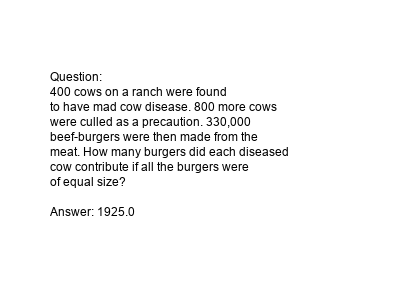 Question:
400 cows on a ranch were found
to have mad cow disease. 800 more cows
were culled as a precaution. 330,000
beef-burgers were then made from the
meat. How many burgers did each diseased
cow contribute if all the burgers were
of equal size?
Answer: 1925.0